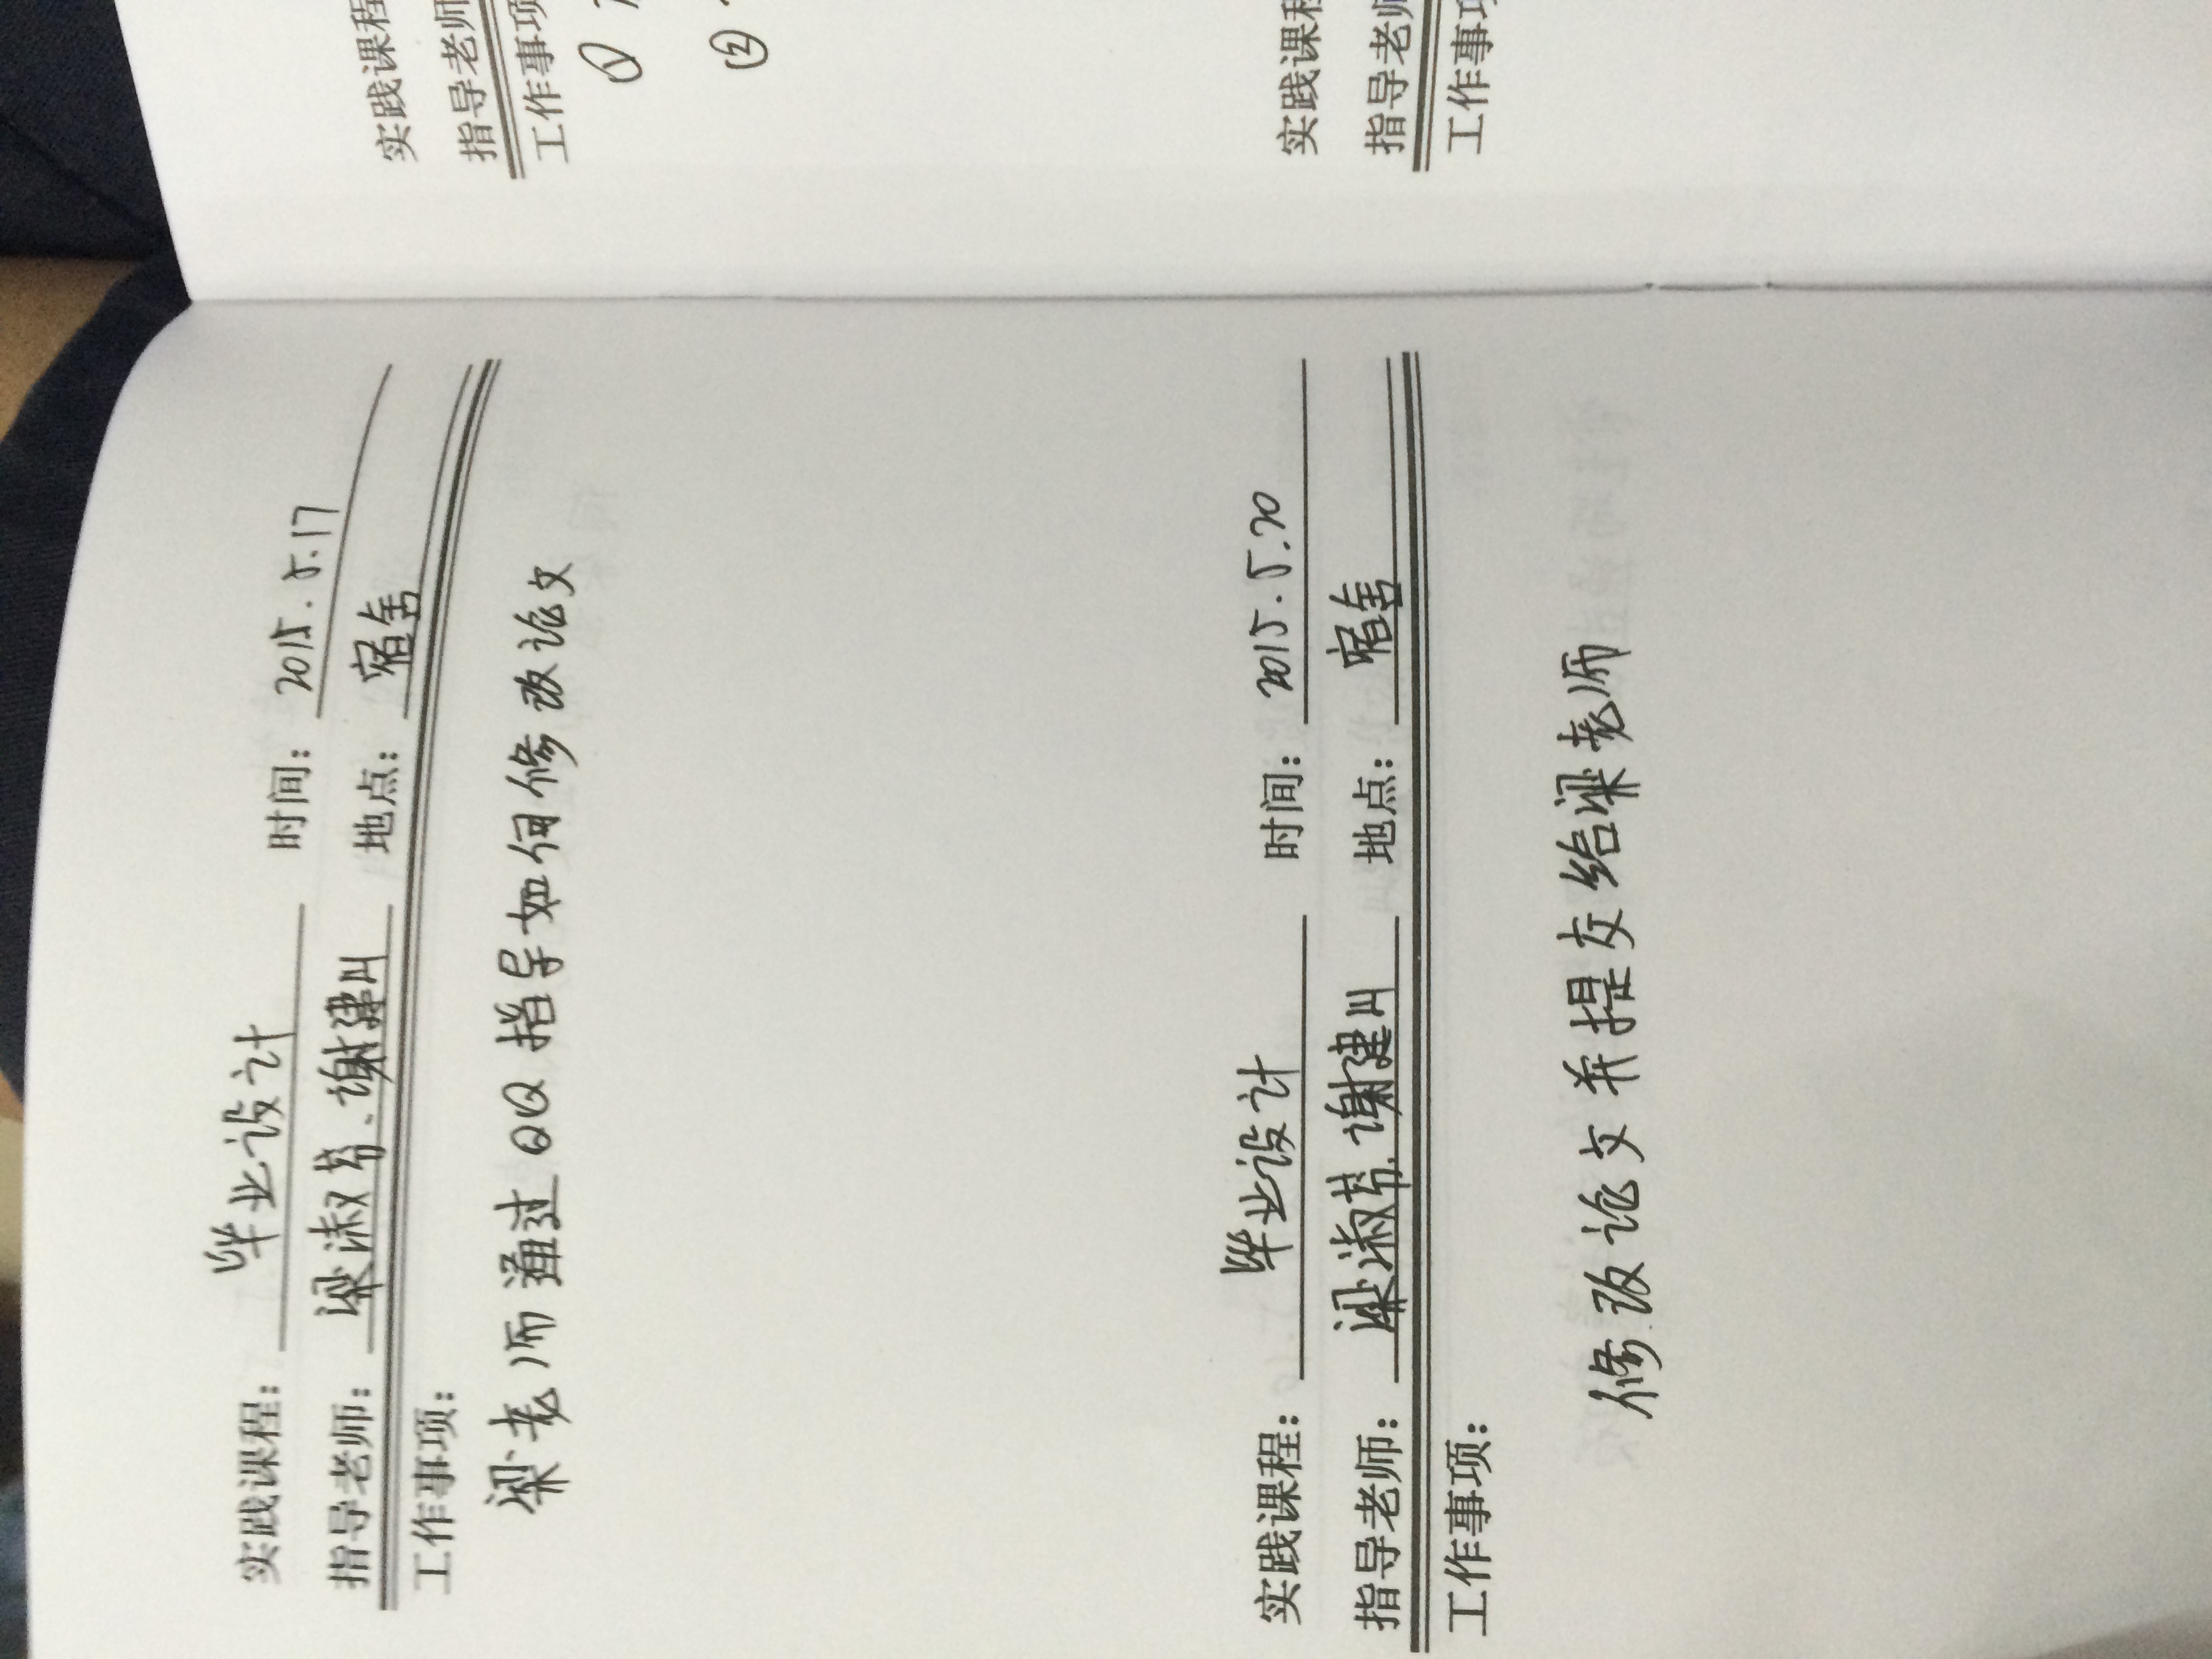 实践课程: 毕业设计 时间: 2015.5.17
指导老师: 梁淑芬、谢建川 地点: 宿舍
工作事项:
梁老师通过QQ指导如何修改论文
实践课程: 毕业设计 时间: 2015.5.20
指导老师: 梁淑芬、谢建川 地点: 宿舍
工作事项:
修改论文并提交给梁老师
实践课程
指导老师
工作事项
①
②
实践课程
指导老师
工作事项